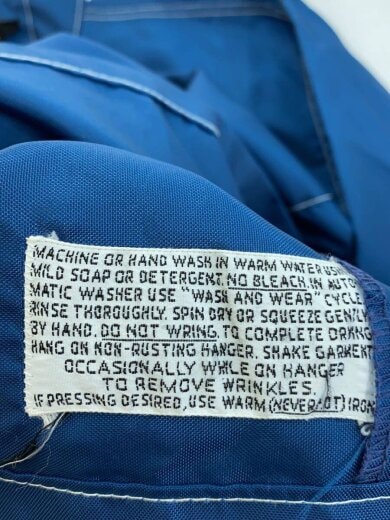 MACHINE OR HAND WASH IN WARM WATER USIN
MILD SOAP OR DETERGENT. NO BLEACH. IN AUTO
MATIC WASHER USE "WASH AND WEAR" CYCLE
RINSE THOROUGHLY. SPIN DRY OR SQUEEZE GENTLY
BY HAND. DO NOT WRING. TO COMPLETE DRYING
HANG ON NON-RUSTING HANGER. SHAKE GARMENT
OCCASIONALLY WHILE ON HANGER
TO REMOVE WRINKLES.
IF PRESSING DESIRED, USE WARM (NEVER HOT) IRON